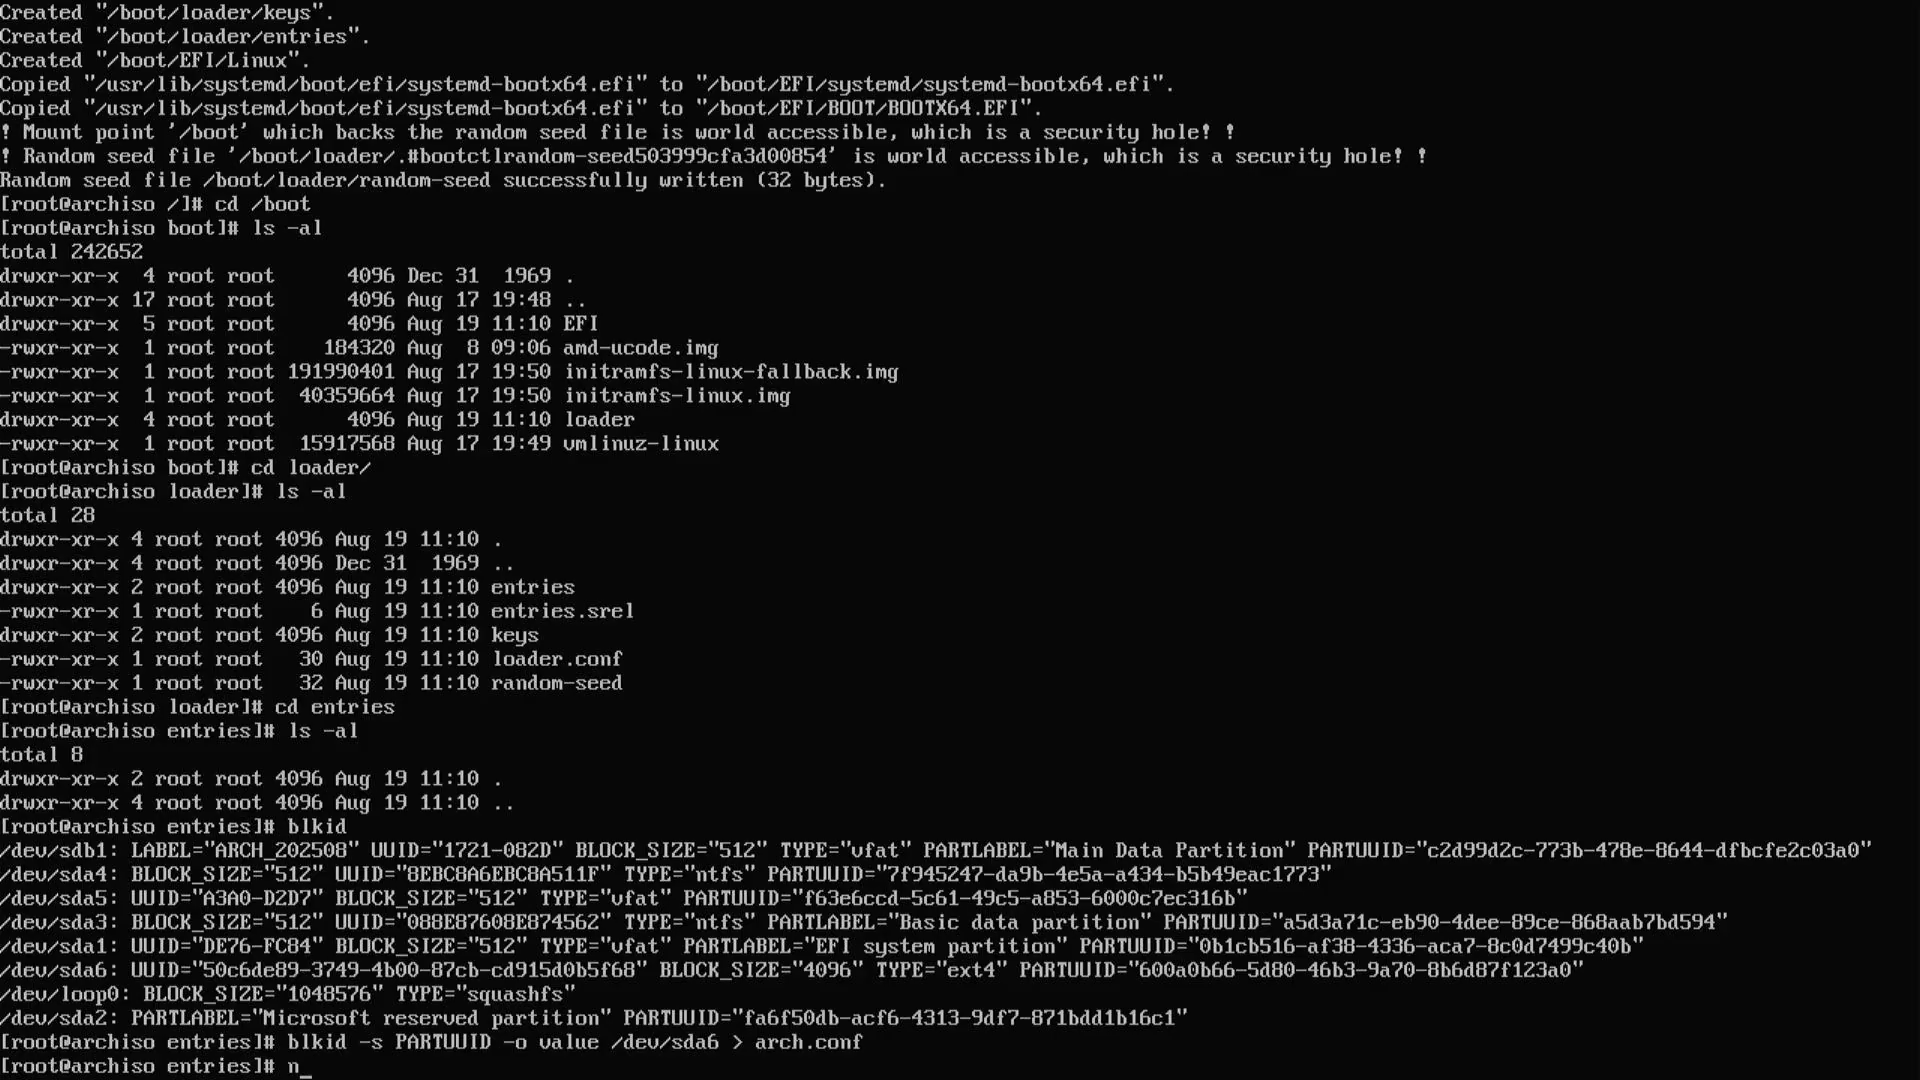 Created "/boot/loader/keys".
Created "/boot/loader/entries".
Created "/boot/EFI/Linux".
Copied "/usr/lib/systemd/boot/efi/systemd-bootx64.efi" to "/boot/EFI/systemd/systemd-bootx64.efi".
Copied "/usr/lib/systemd/boot/efi/systemd-bootx64.efi" to "/boot/EFI/BOOT/BOOTX64.EFI".
! Mount point '/boot' which backs the random seed file is world accessible, which is a security hole! !
! Random seed file '/boot/loader/.#bootctlrandom-seed503999cfa3d00854' is world accessible, which is a security hole! !
Random seed file /boot/loader/random-seed successfully written (32 bytes).
[root@archiso /]# cd /boot
[root@archiso boot]# ls -al
total 242652
drwxr-xr-x  4 root root      4096 Dec 31  1969 .
drwxr-xr-x 17 root root      4096 Aug 17 19:48 ..
drwxr-xr-x  5 root root      4096 Aug 19 11:10 EFI
-rwxr-xr-x  1 root root    184320 Aug  8 09:06 amd-ucode.img
-rwxr-xr-x  1 root root 191990401 Aug 17 19:50 initramfs-linux-fallback.img
-rwxr-xr-x  1 root root  40359664 Aug 17 19:50 initramfs-linux.img
drwxr-xr-x  4 root root      4096 Aug 19 11:10 loader
-rwxr-xr-x  1 root root  15917568 Aug 17 19:49 vmlinuz-linux
[root@archiso boot]# cd loader/
[root@archiso loader]# ls -al
total 28
drwxr-xr-x 4 root root 4096 Aug 19 11:10 .
drwxr-xr-x 4 root root 4096 Dec 31  1969 ..
drwxr-xr-x 2 root root 4096 Aug 19 11:10 entries
-rwxr-xr-x 1 root root    6 Aug 19 11:10 entries.srel
drwxr-xr-x 2 root root 4096 Aug 19 11:10 keys
-rwxr-xr-x 1 root root   30 Aug 19 11:10 loader.conf
-rwxr-xr-x 1 root root   32 Aug 19 11:10 random-seed
[root@archiso loader]# cd entries
[root@archiso entries]# ls -al
total 8
drwxr-xr-x 2 root root 4096 Aug 19 11:10 .
drwxr-xr-x 4 root root 4096 Aug 19 11:10 ..
[root@archiso entries]# blkid
/dev/sdb1: LABEL="ARCH_202508" UUID="1721-082D" BLOCK_SIZE="512" TYPE="vfat" PARTLABEL="Main Data Partition" PARTUUID="c2d99d2c-773b-478e-8644-dfbcfe2c03a0"
/dev/sda4: BLOCK_SIZE="512" UUID="8EBC8A6EBC8A511F" TYPE="ntfs" PARTUUID="7f945247-da9b-4e5a-a434-b5b49eac1773"
/dev/sda5: UUID="A3A0-D2D7" BLOCK_SIZE="512" TYPE="vfat" PARTUUID="f63e6ccd-5c61-49c5-a853-6000c7ec316b"
/dev/sda3: BLOCK_SIZE="512" UUID="088E87608E874562" TYPE="ntfs" PARTLABEL="Basic data partition" PARTUUID="a5d3a71c-eb90-4dee-89ce-868aab7bd594"
/dev/sda1: UUID="DE76-FC84" BLOCK_SIZE="512" TYPE="vfat" PARTLABEL="EFI system partition" PARTUUID="0b1cb516-af38-4336-aca7-8c0d7499c40b"
/dev/sda6: UUID="50c6de89-3749-4b00-87cb-cd915d0b5f68" BLOCK_SIZE="4096" TYPE="ext4" PARTUUID="600a0b66-5d80-46b3-9a70-8b6d87f123a0"
/dev/loop0: BLOCK_SIZE="1048576" TYPE="squashfs"
/dev/sda2: PARTLABEL="Microsoft reserved partition" PARTUUID="fa6f50db-acf6-4313-9df7-871bdd1b16c1"
[root@archiso entries]# blkid -s PARTUUID -o value /dev/sda6 > arch.conf
[root@archiso entries]# n_